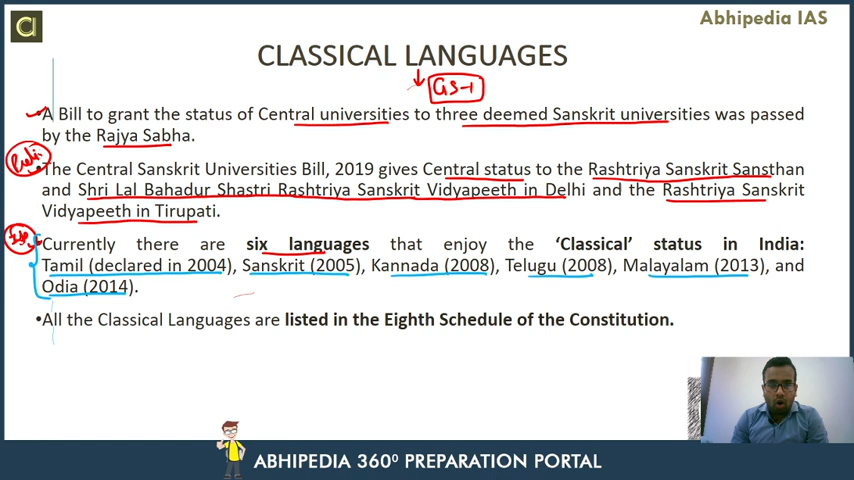 Abhipedia IAS
CLASSICAL LANGUAGES
GS-1
A Bill to grant the status of Central universities to three deemed Sanskrit universities was passed
by the Rajya Sabha.
The Central Sanskrit Universities Bill, 2019 gives Central status to the Rashtriya Sanskrit Sansthan
and Shri Lal Bahadur Shastri Rashtriya Sanskrit Vidyapeeth in Delhi and the Rashtriya Sanskrit
Vidyapeeth in Tirupati.
Currently there are six languages that enjoy the ‘Classical’ status in India:
Tamil (declared in 2004), Sanskrit (2005), Kannada (2008), Telugu (2008), Malayalam (2013), and
Odia (2014).
•All the Classical Languages are listed in the Eighth Schedule of the Constitution.
ABHIPEDIA 360⁰ PREPARATION PORTAL